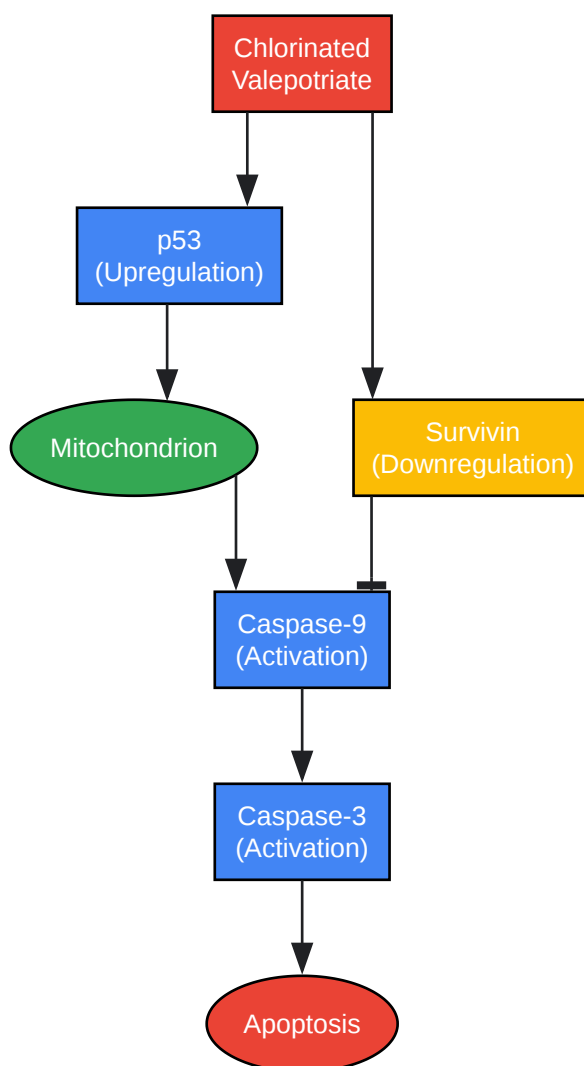 Chlorinated
Valepotriate
p53
(Upregulation)
Mitochondrion
Survivin
(Downregulation)
Caspase-9
(Activation)
Caspase-3
(Activation)
Apoptosis